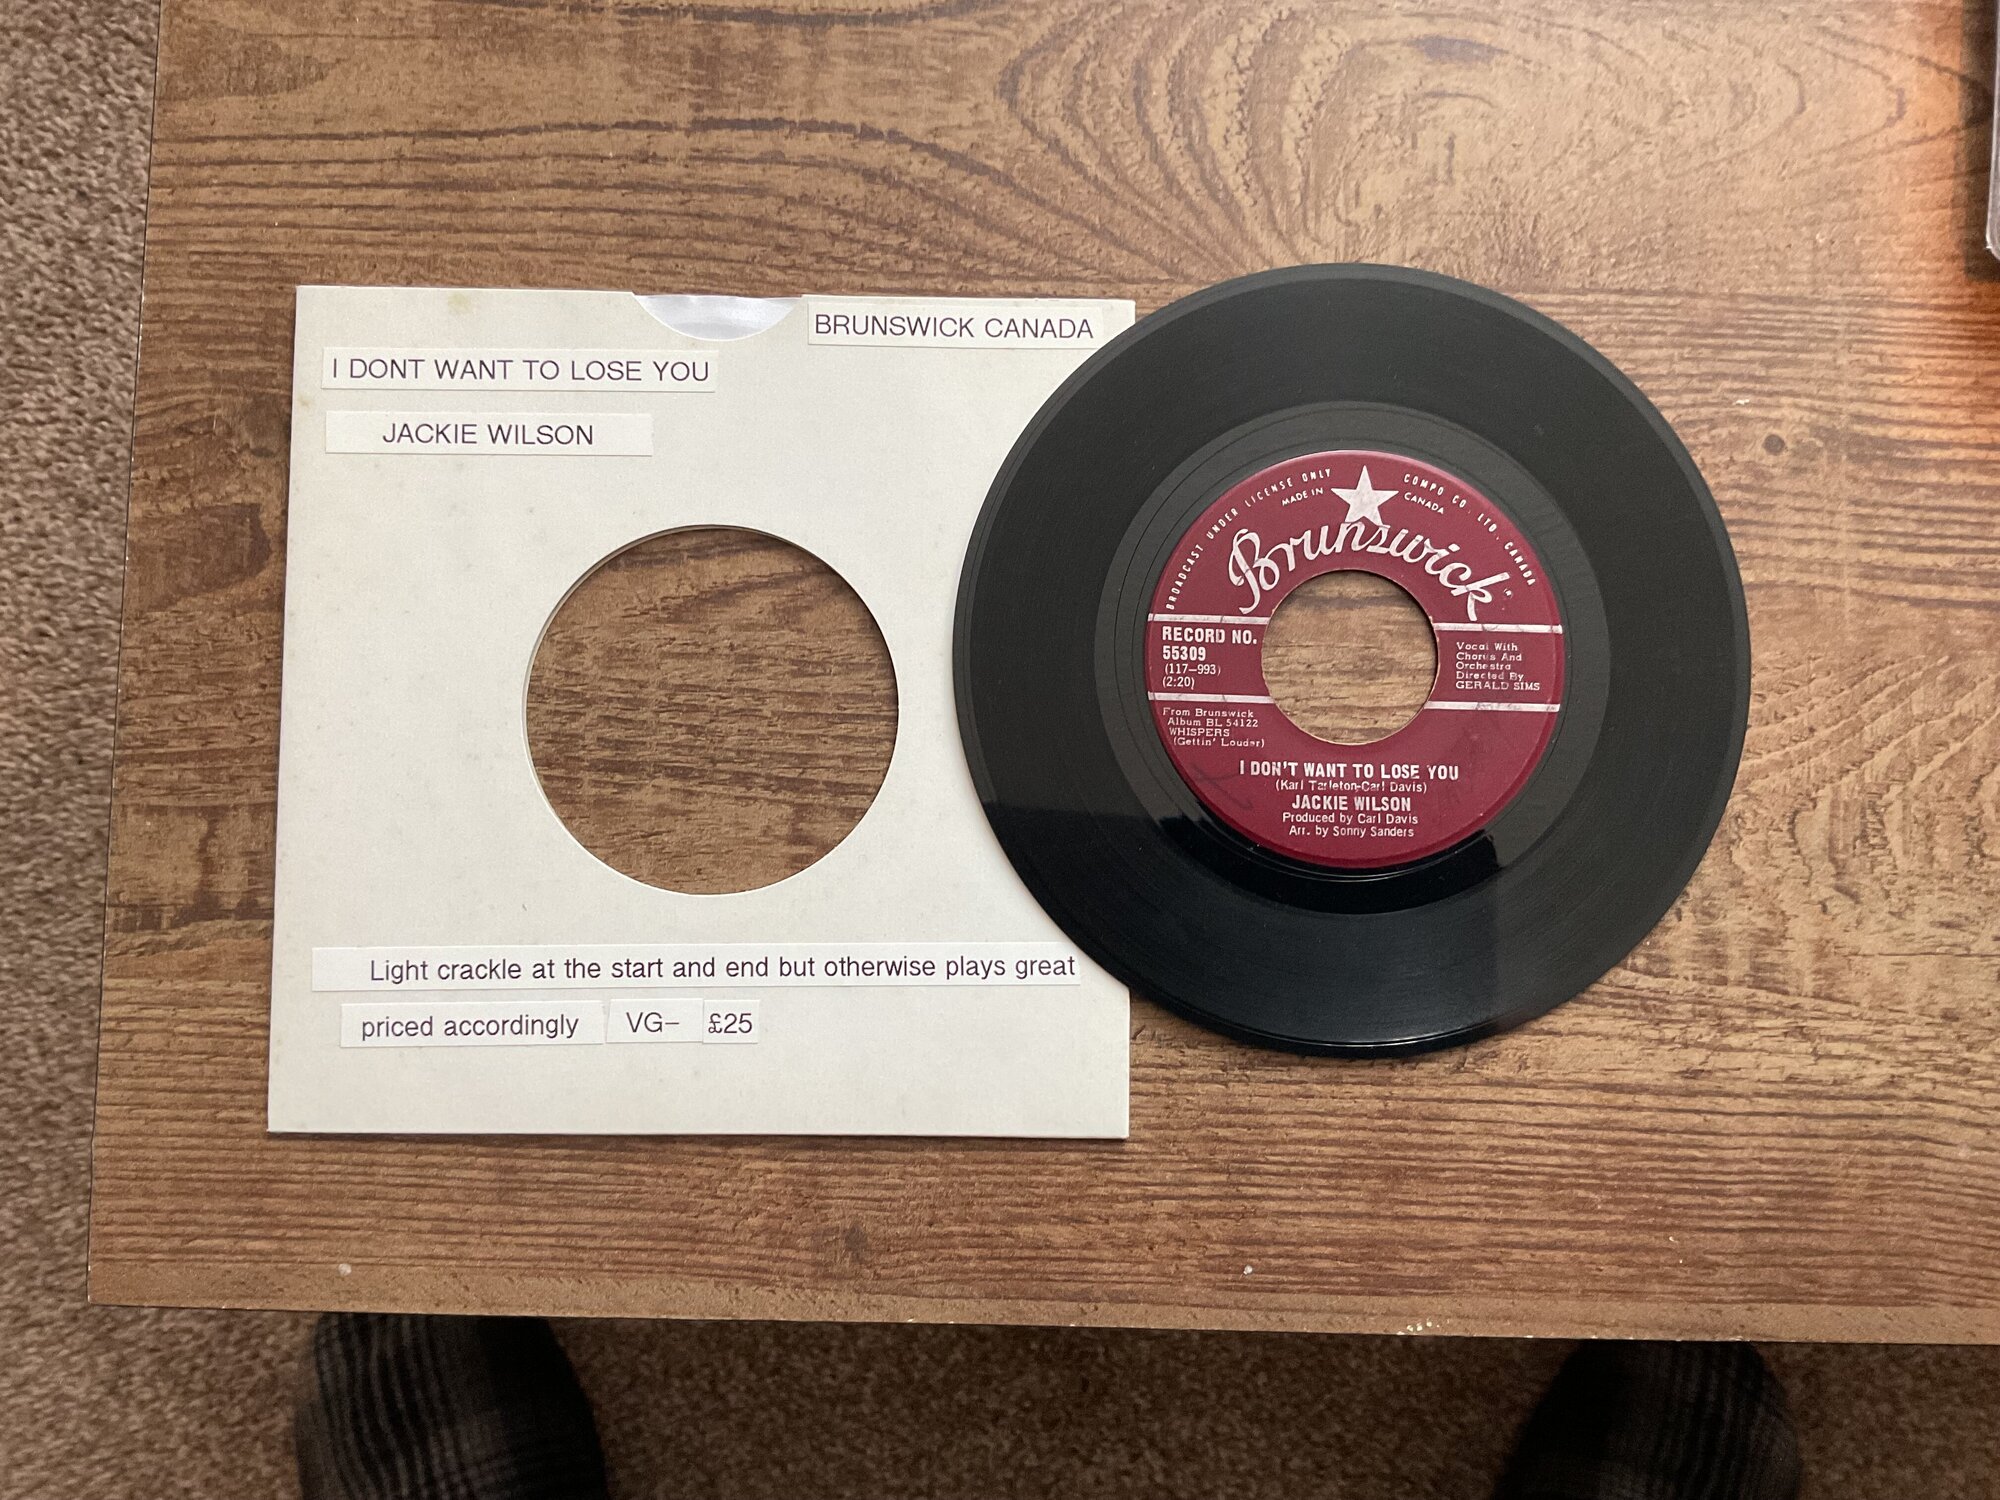 BRUNSWICK CANADA
I DONT WANT TO LOSE YOU
JACKIE WILSON
Light crackle at the start and end but otherwise plays great
priced accordingly VG– £25
BROADCAST UNDER LICENSE ONLY COMPO CO. LTD. CANADA
MADE IN CANADA
Brunswick
RECORD NO.
55309
(117–993)
(2:20)
Vocal With
Chorus And
Orchestra
Directed By
GERALD SIMS
From Brunswick
Album BL 54122
WHISPERS
(Gettin' Louder)
I DON'T WANT TO LOSE YOU
(Karl Tarleton-Carl Davis)
JACKIE WILSON
Produced by Carl Davis
Arr. by Sonny Sanders